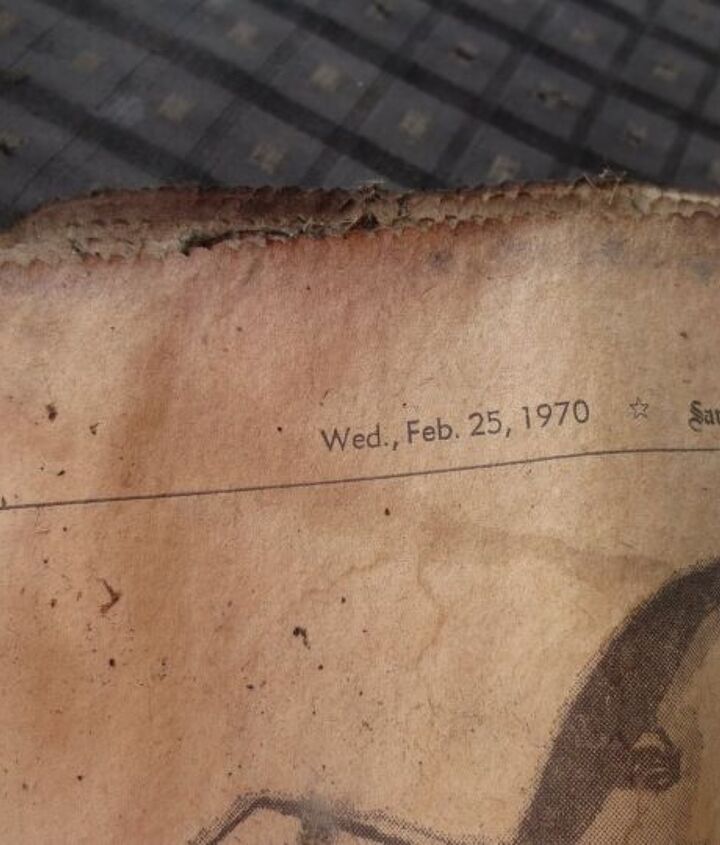 Wed., Feb. 25, 1970 ☆